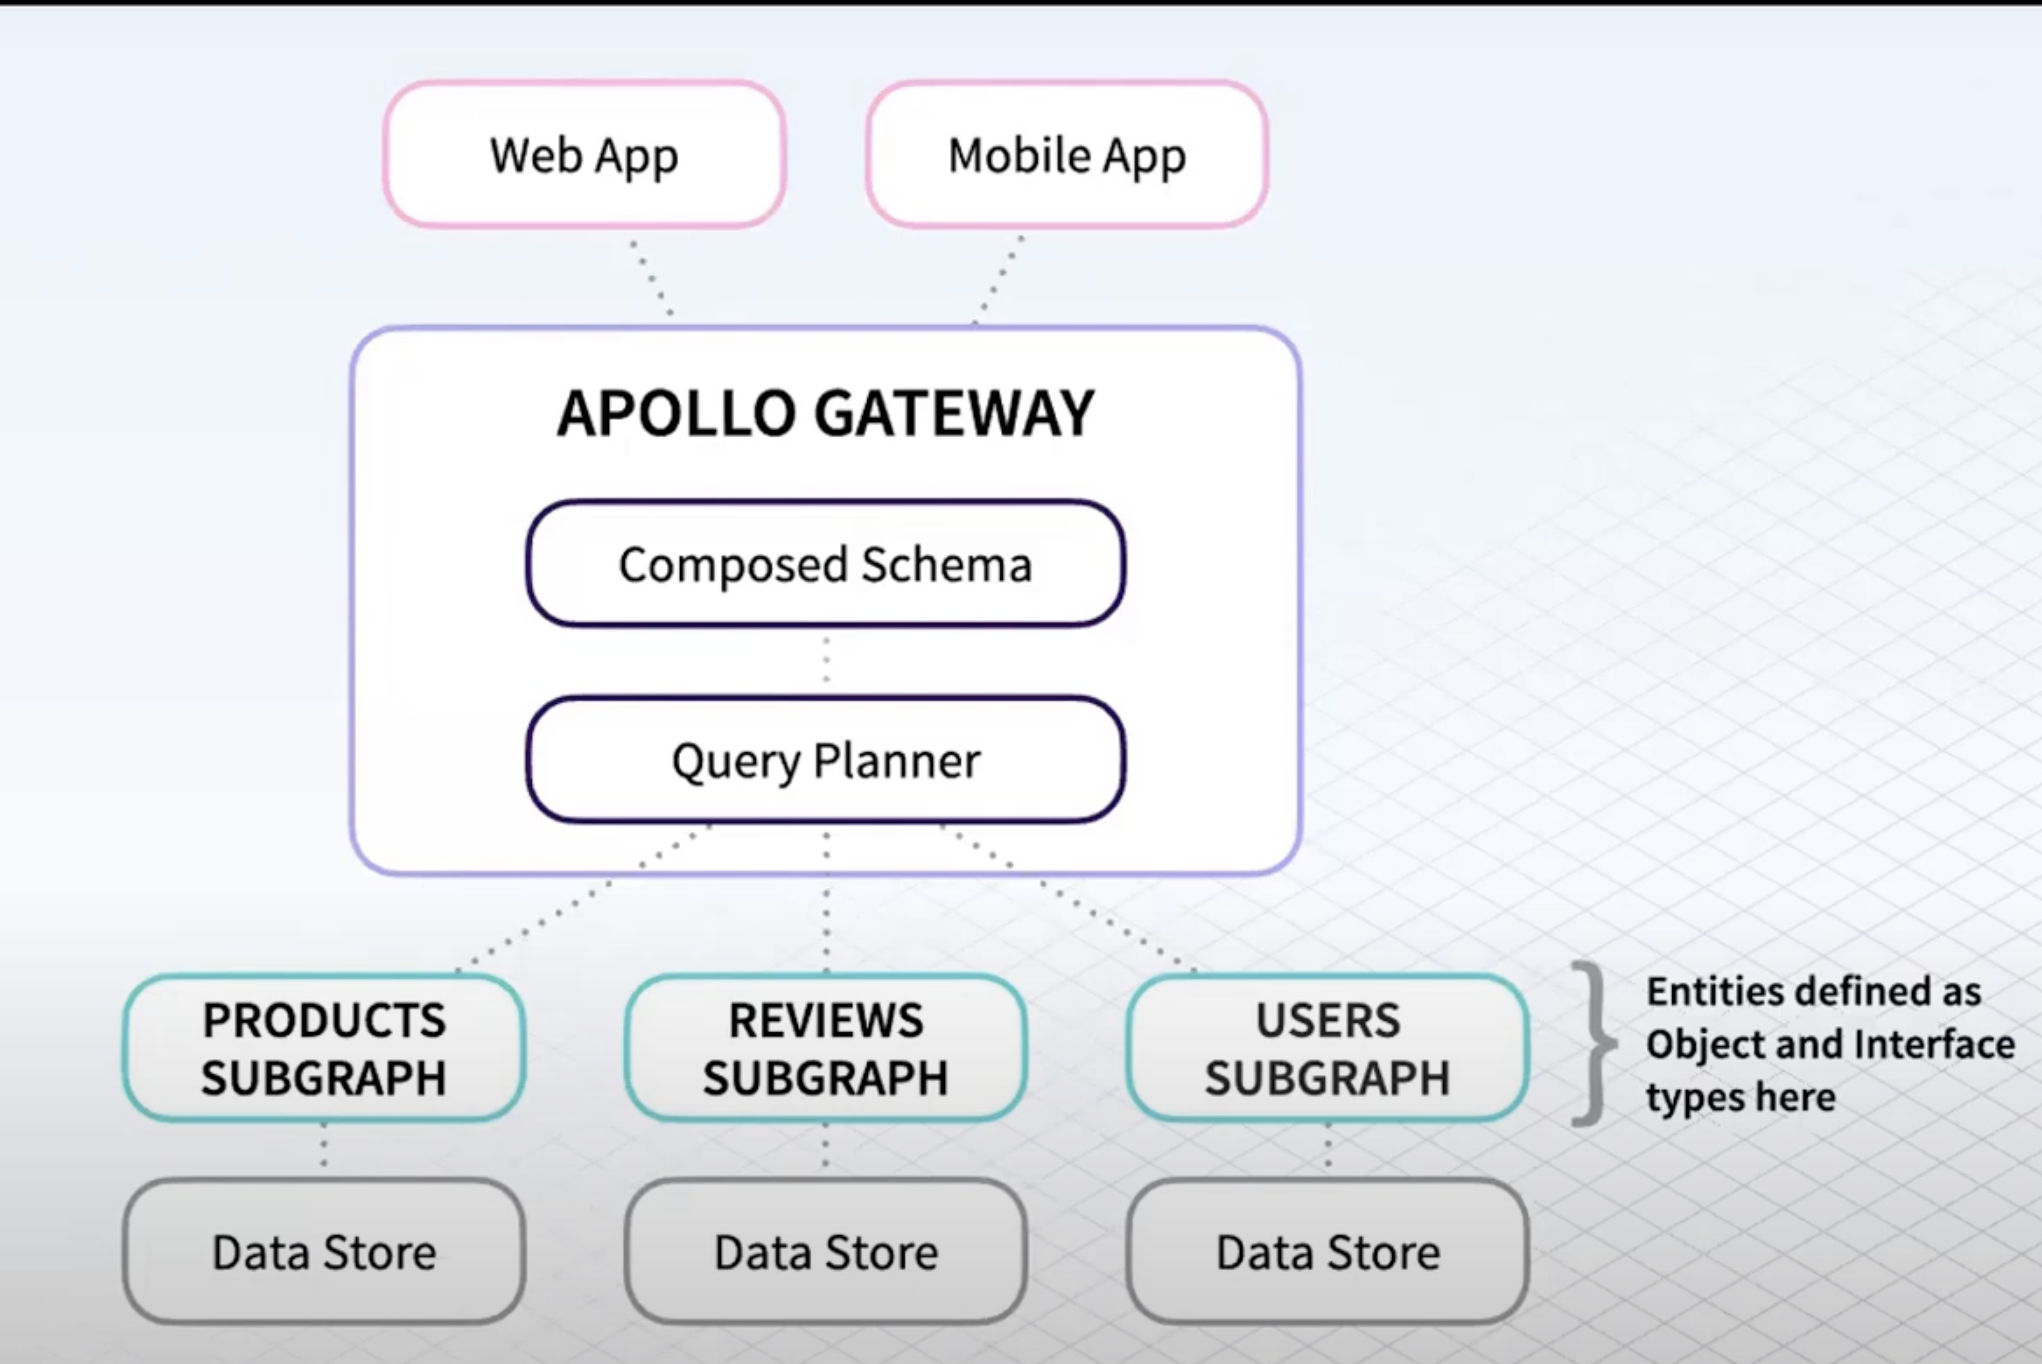 Web App
Mobile App
APOLLO GATEWAY
Composed Schema
Query Planner
PRODUCTS
SUBGRAPH
REVIEWS
SUBGRAPH
USERS
SUBGRAPH
Entities defined as
Object and Interface
types here
Data Store
Data Store
Data Store